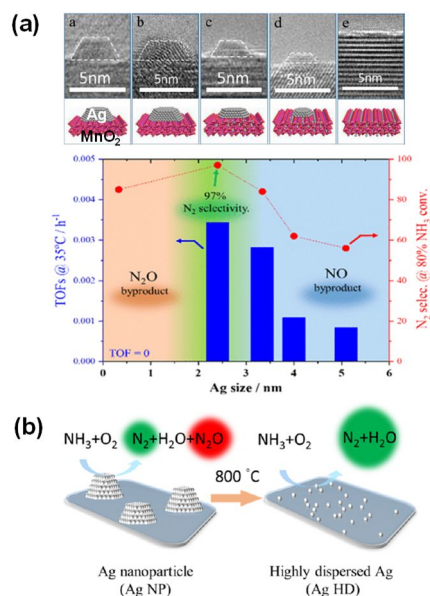 (a)
a b c d e
5nm 5nm 5nm 5nm 5nm
Ag
MnO2
0.005 100
97%
N2 selectivity.
0.004 80
0.003 60
N2O NO
byproduct byproduct
0.002 40
0.001 20
TOF = 0
0.000 0
0 1 2 3 4 5 6
TOFs @ 35°C / h-1
N2 selec. @ 80% NH3 conv.
Ag size / nm
(b)
NH3+O2 N2+H2O+N2O NH3+O2 N2+H2O
800 °C
Ag nanoparticle Highly dispersed Ag
(Ag NP) (Ag HD)